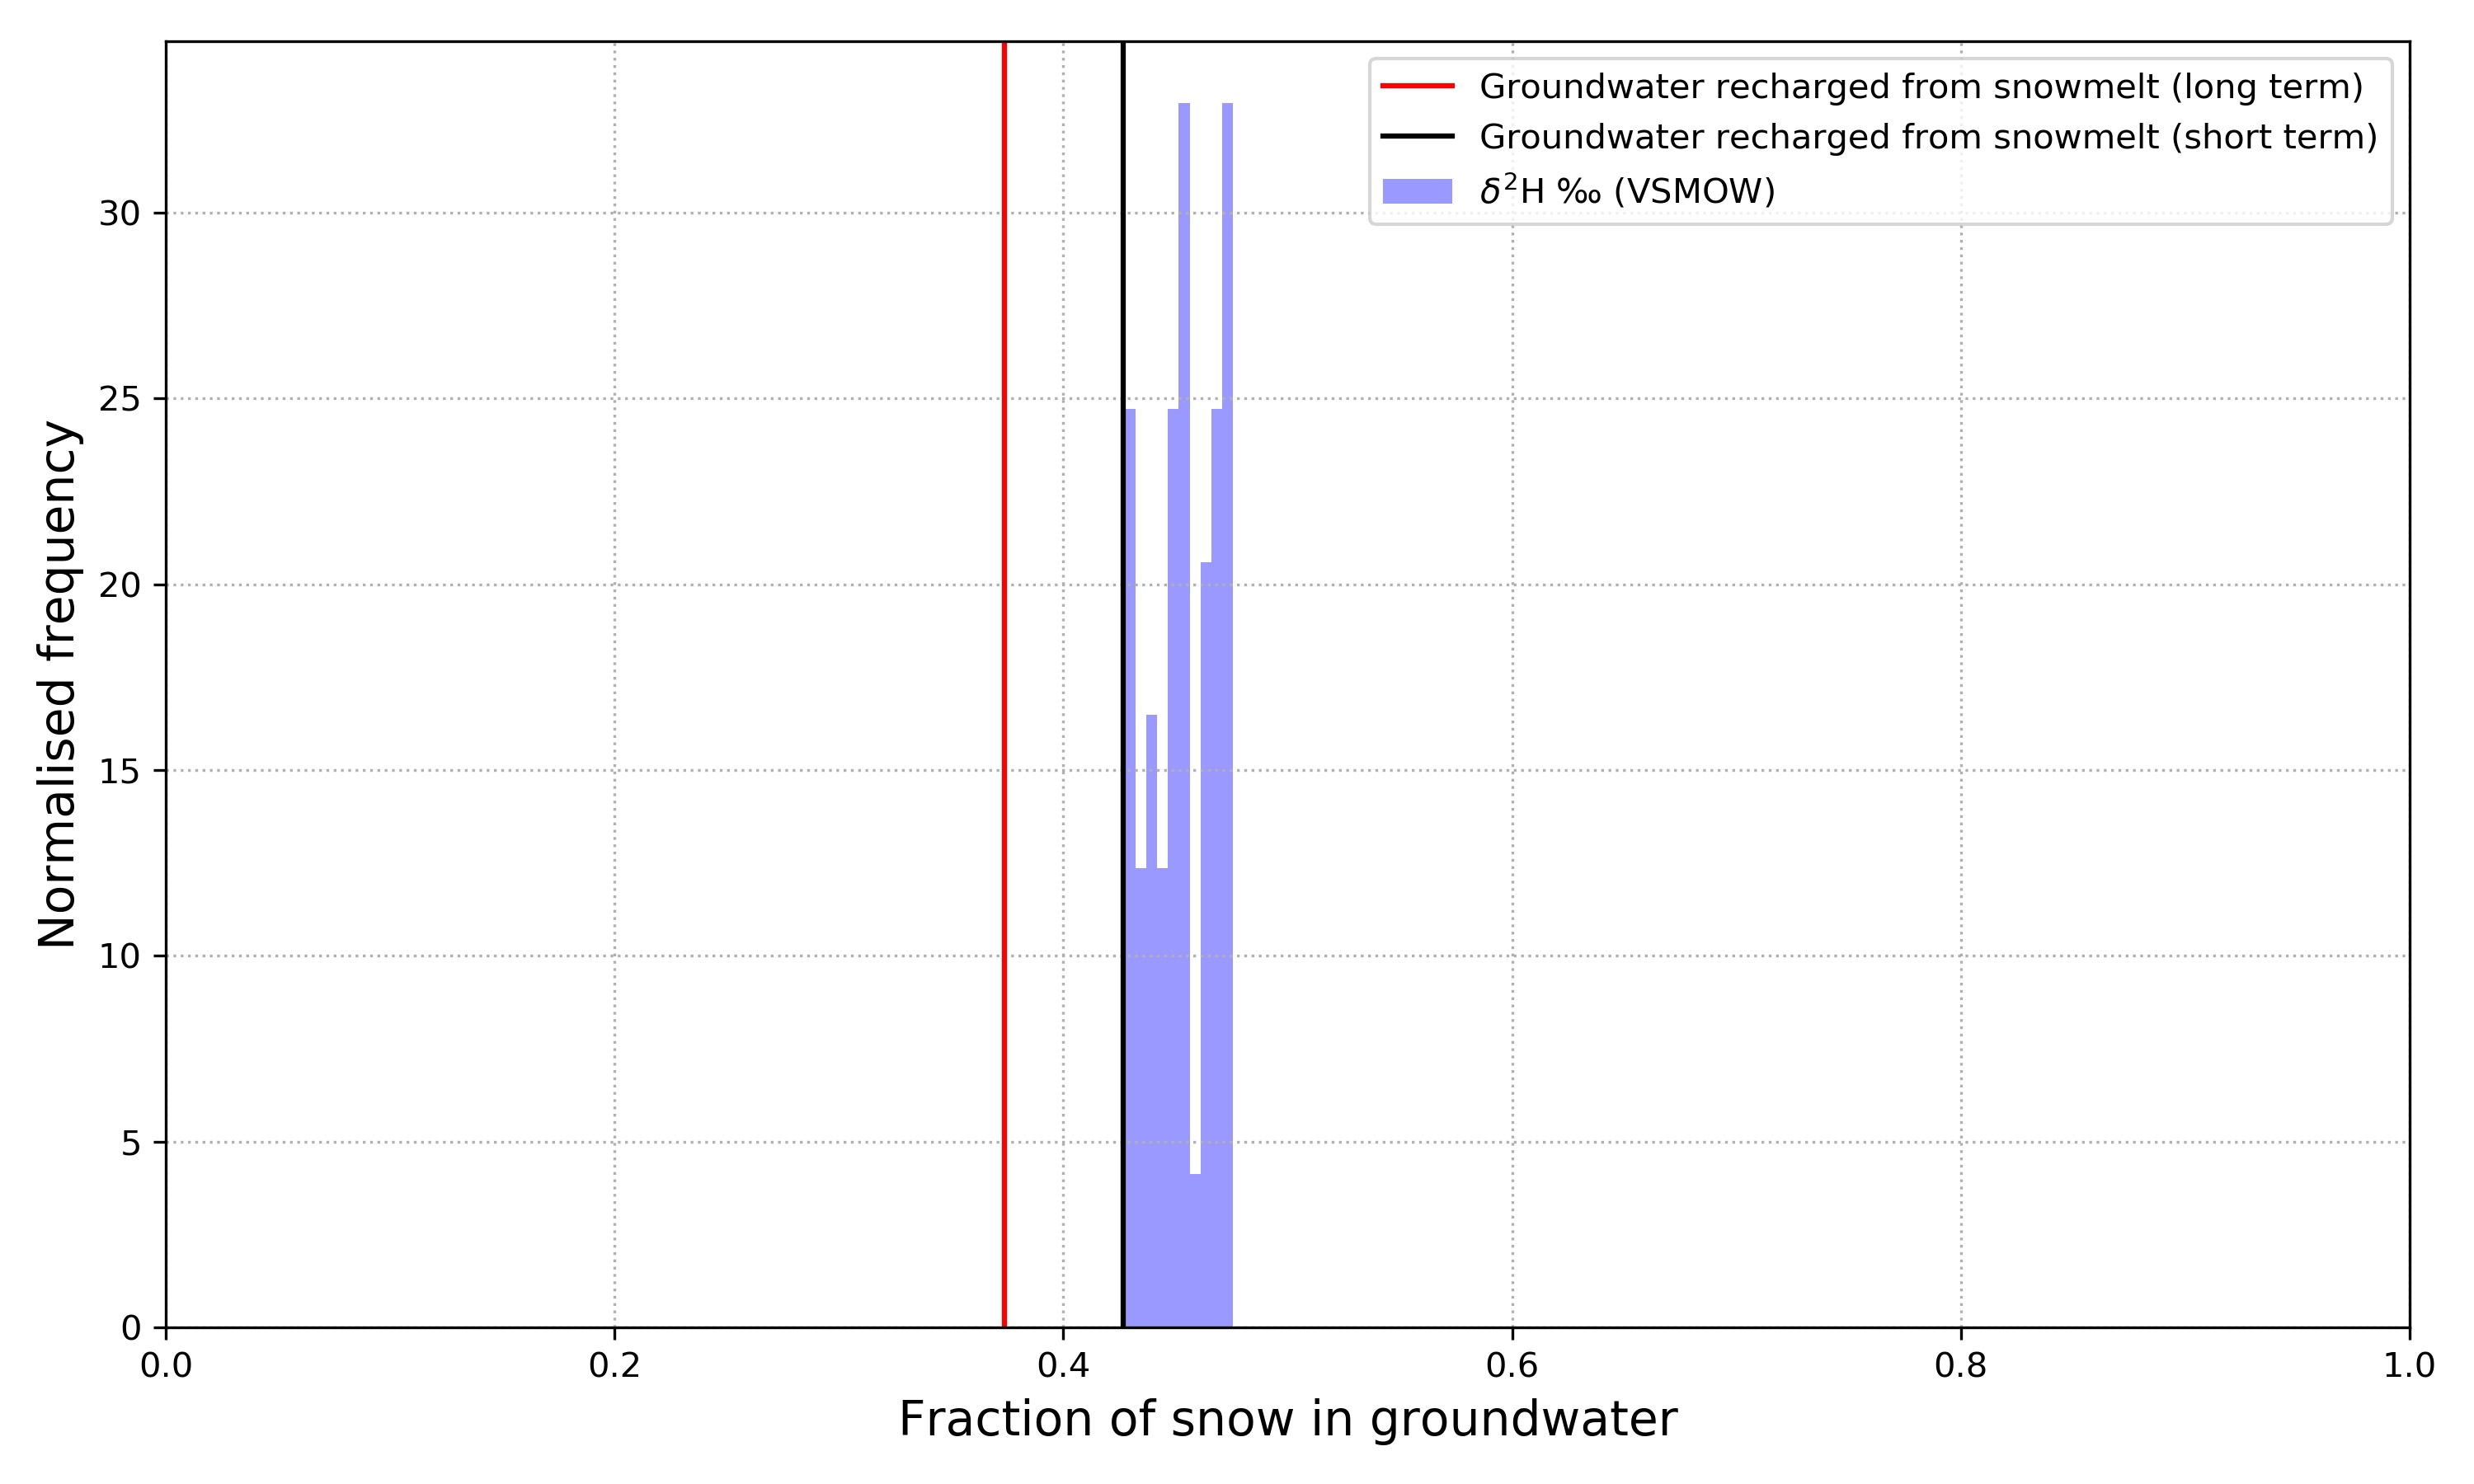 Groundwater recharged from snowmelt (long term)
Groundwater recharged from snowmelt (short term)
δ²H ‰ (VSMOW)
30
25
20
15
10
5
0
Normalised frequency
0.0 0.2 0.4 0.6 0.8 1.0
Fraction of snow in groundwater